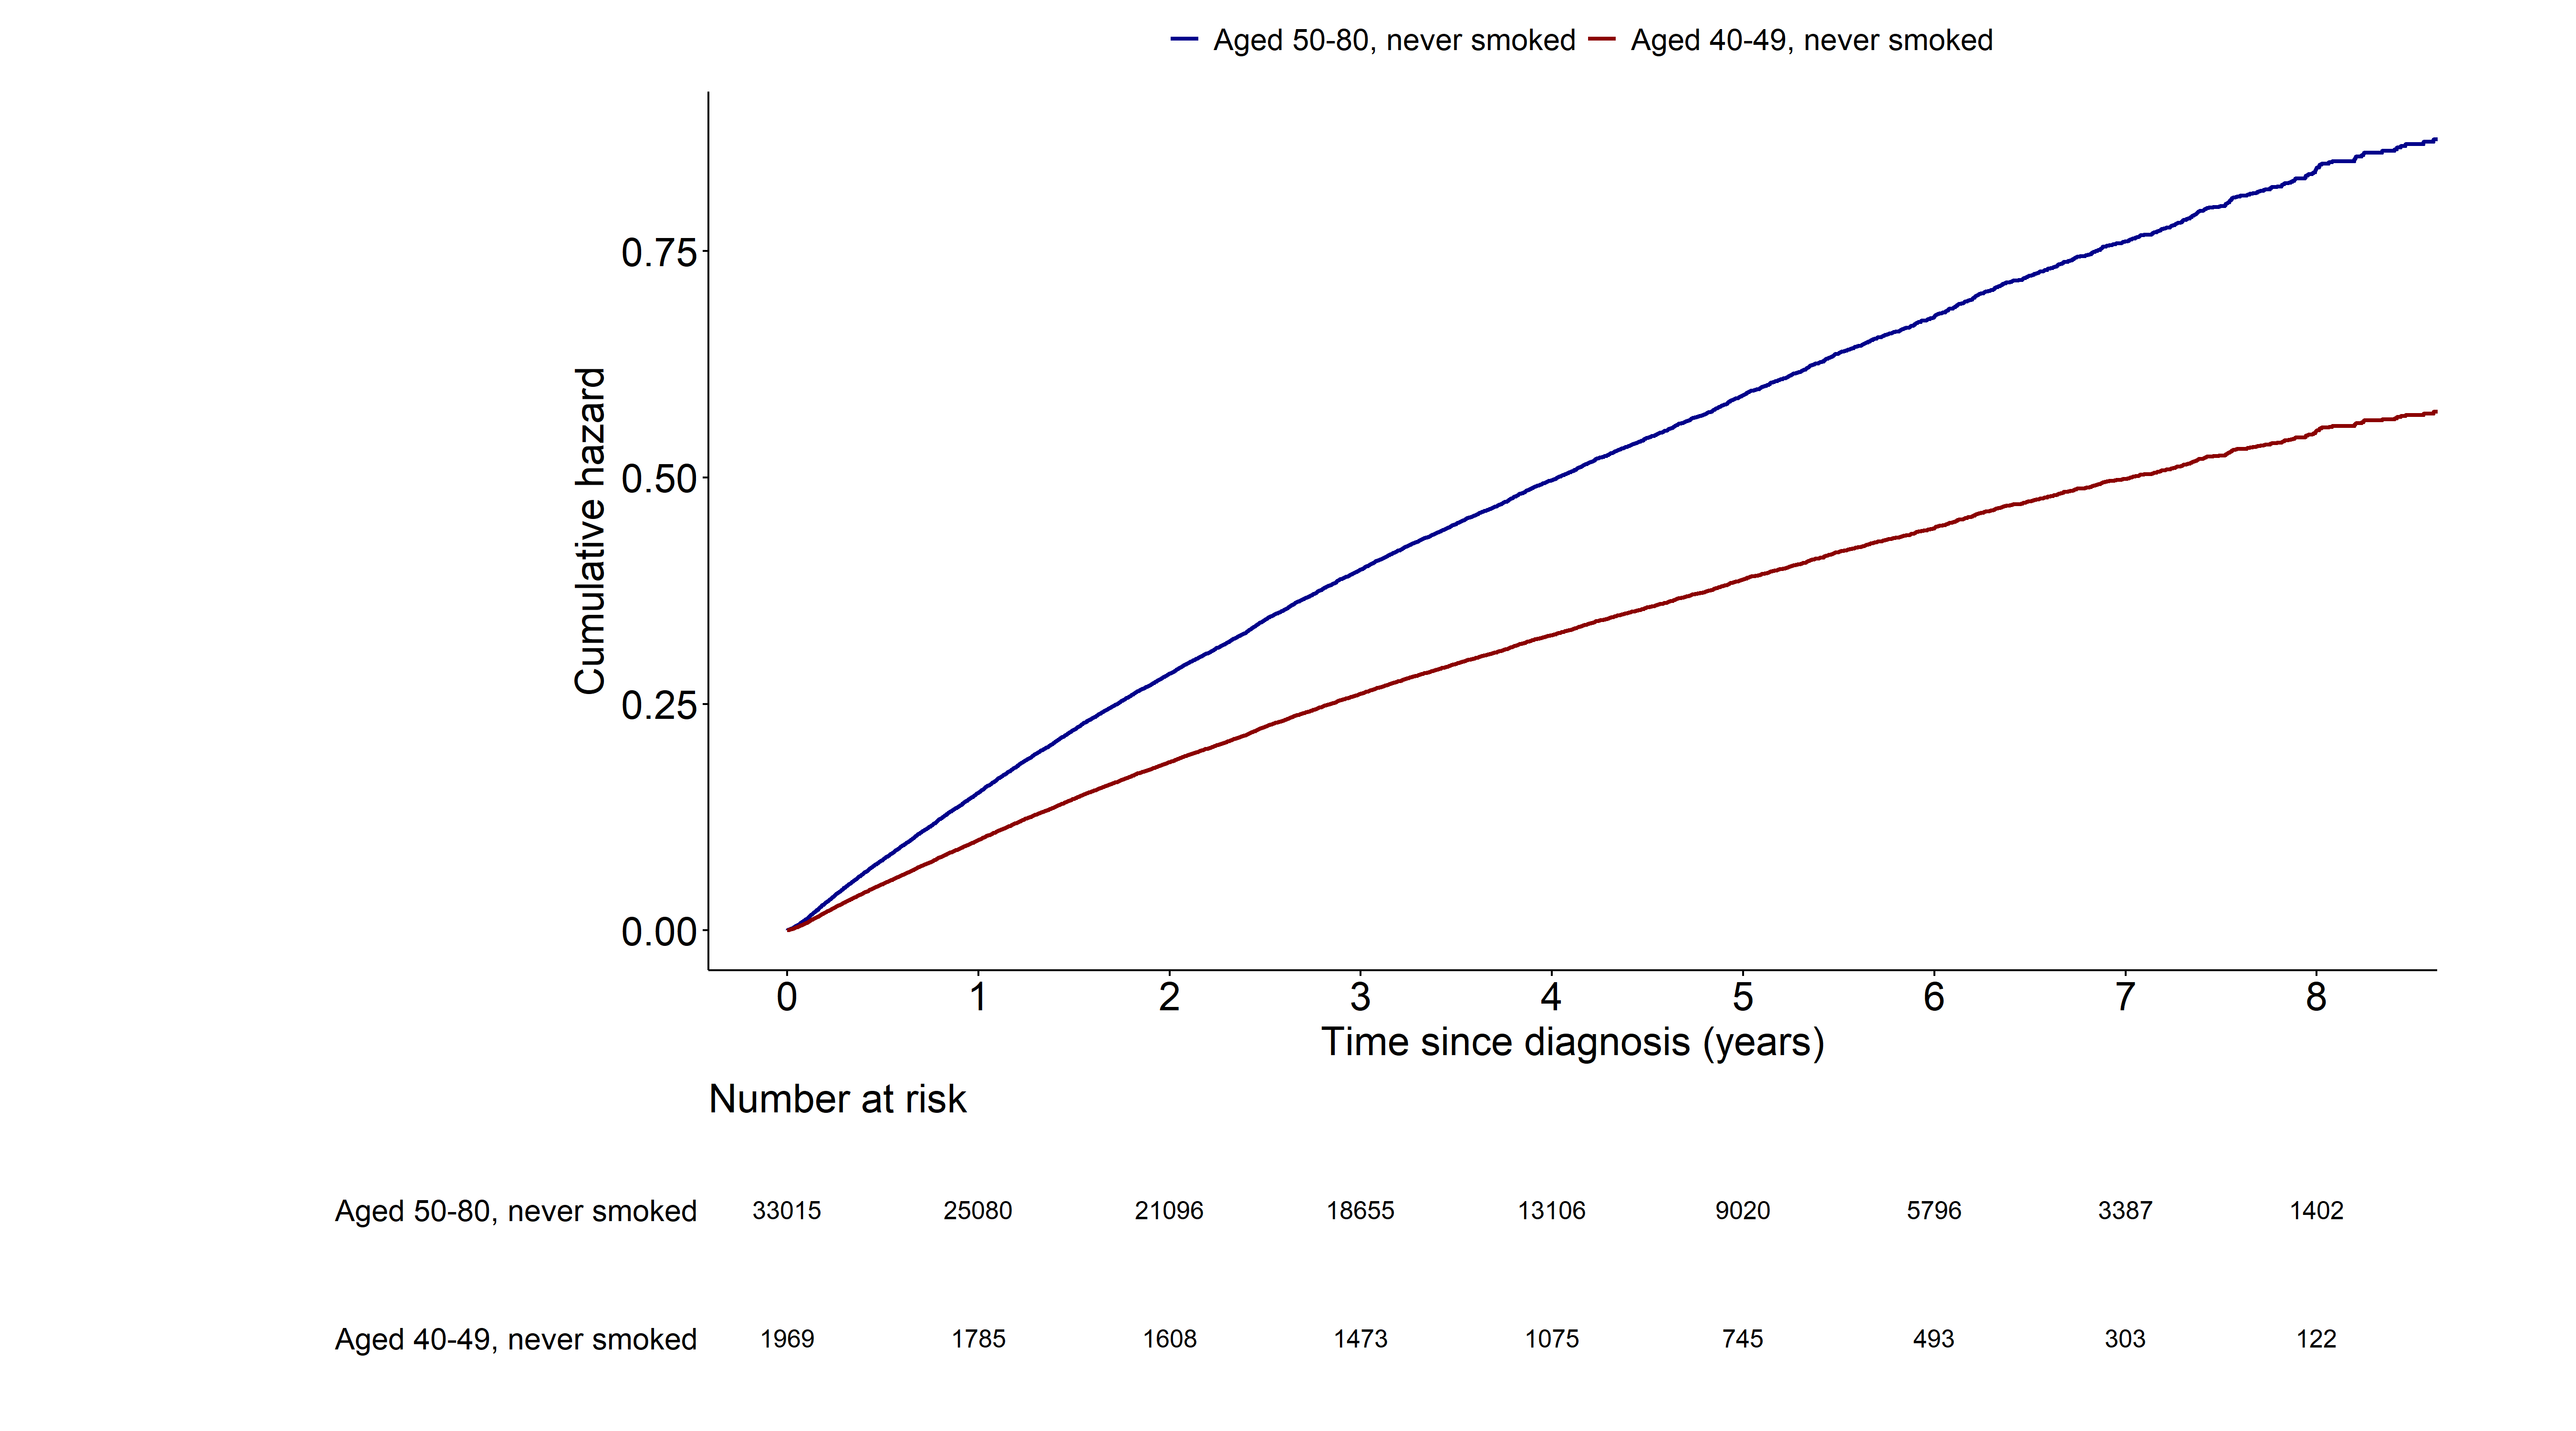 Aged 50-80, never smoked Aged 40-49, never smoked
Cumulative hazard
0.75
0.50
0.25
0.00
0 1 2 3 4 5 6 7 8
Time since diagnosis (years)
Number at risk
Aged 50-80, never smoked 33015 25080 21096 18655 13106 9020 5796 3387 1402
Aged 40-49, never smoked 1969 1785 1608 1473 1075 745 493 303 122